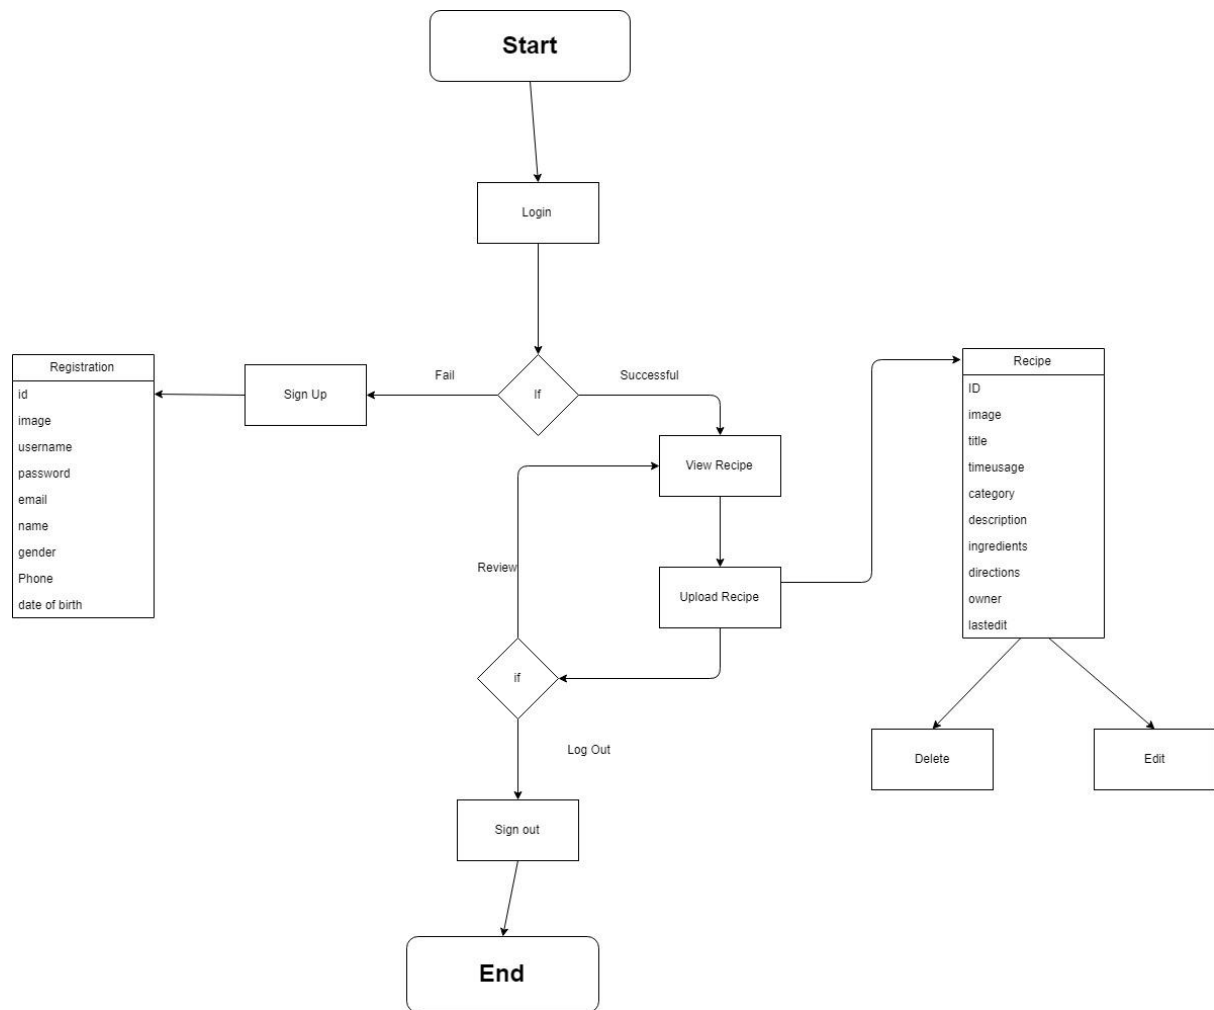 Start
Login
Fail
Successful
If
Sign Up
Registration
id
image
username
password
email
name
gender
Phone
date of birth
View Recipe
Upload Recipe
Review
if
Log Out
Sign out
End
Recipe
ID
image
title
timeusage
category
description
ingredients
directions
owner
lastedit
Delete
Edit